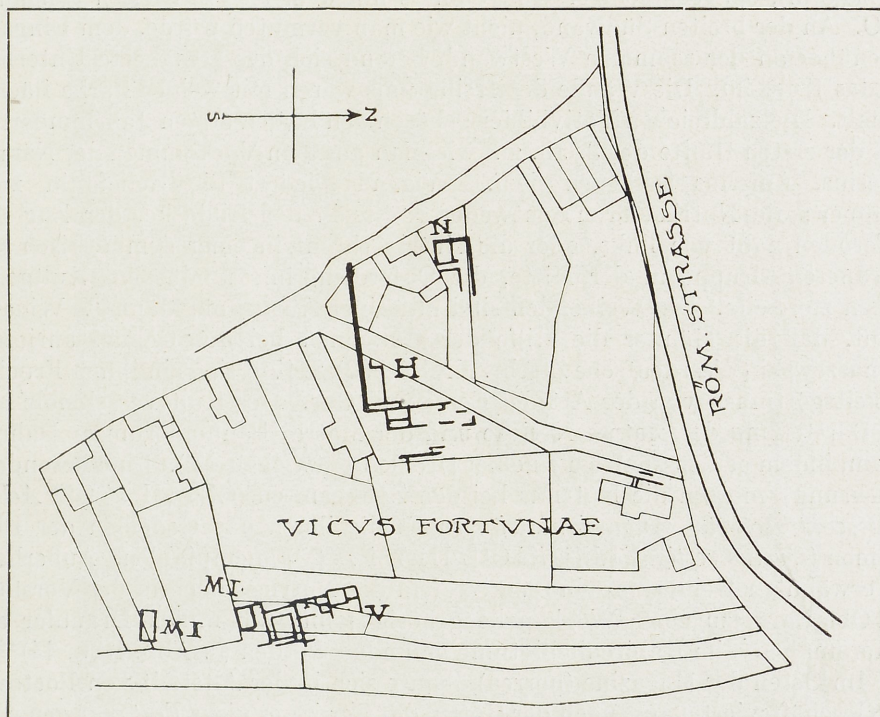 S N
N
RÖM. STRASSE
H
VICVS FORTVNAE
MI.
V
MI